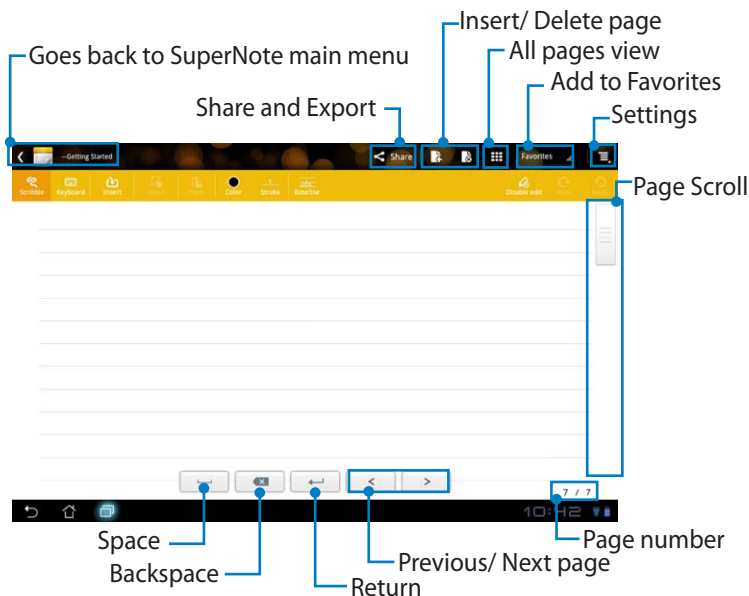 Insert/ Delete page
Goes back to SuperNote main menu
All pages view
Add to Favorites
Share and Export
Settings
--Getting Started
Share
Favorites
Scribble Keyboard Insert Color Stroke Baseline Disable edit
Page Scroll
7 / 7
10:42
Space
Page number
Previous/ Next page
Backspace
Return